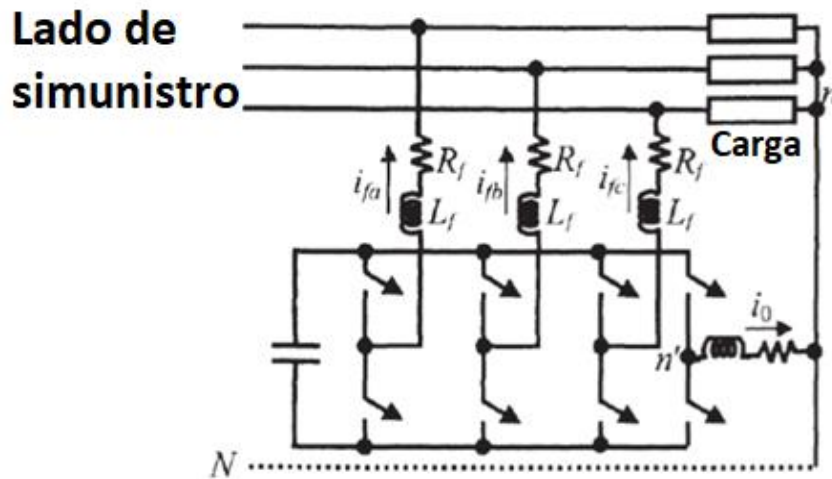 Lado de
simunistro
n
Carga
R_f
R_f
R_f
i_fa
i_fb
i_fc
L_f
L_f
L_f
i_0
n'
N